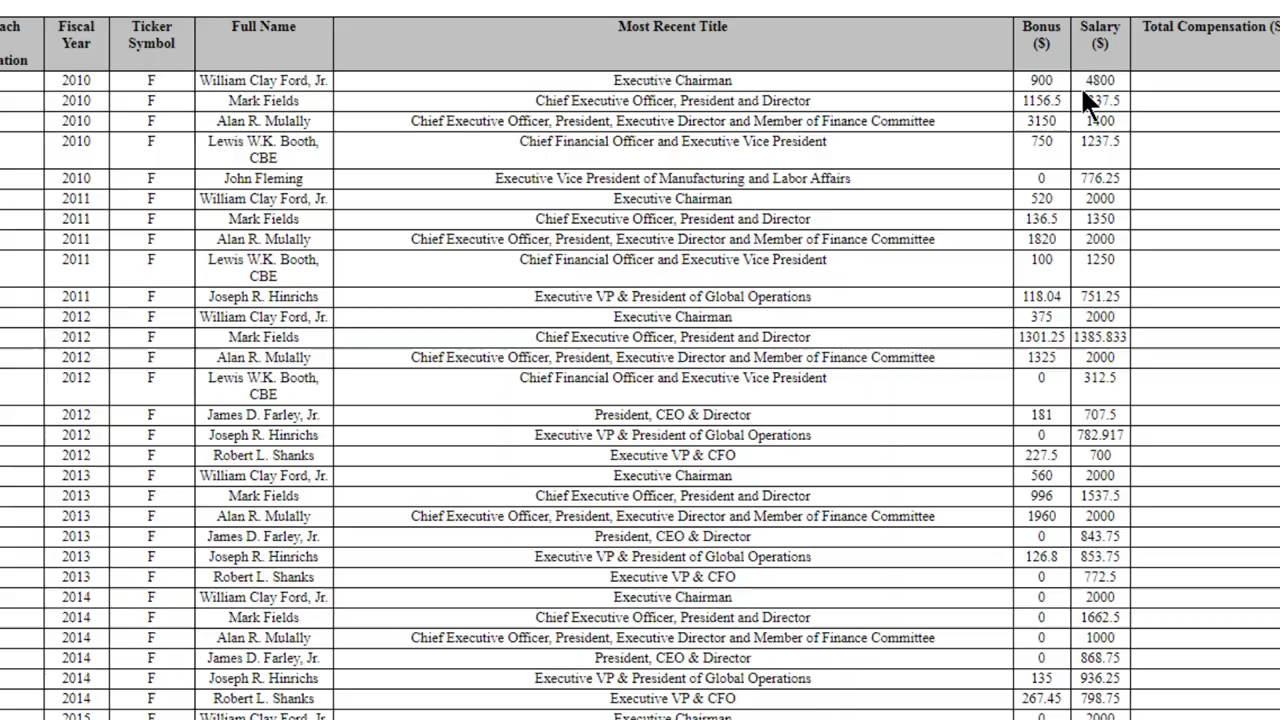 ach
ation
Fiscal Year
Ticker Symbol
Full Name
Most Recent Title
Bonus ($)
Salary ($)
Total Compensation ($
2010 F William Clay Ford, Jr. Executive Chairman 900 4800
2010 F Mark Fields Chief Executive Officer, President and Director 1156.5
2010 F Alan R. Mulally Chief Executive Officer, President, Executive Director and Member of Finance Committee 3150 1400
2010 F Lewis W.K. Booth, CBE Chief Financial Officer and Executive Vice President 750 1237.5
2010 F John Fleming Executive Vice President of Manufacturing and Labor Affairs 0 776.25
2011 F William Clay Ford, Jr. Executive Chairman 520 2000
2011 F Mark Fields Chief Executive Officer, President and Director 136.5 1350
2011 F Alan R. Mulally Chief Executive Officer, President, Executive Director and Member of Finance Committee 1820 2000
2011 F Lewis W.K. Booth, CBE Chief Financial Officer and Executive Vice President 100 1250
2011 F Joseph R. Hinrichs Executive VP & President of Global Operations 118.04 751.25
2012 F William Clay Ford, Jr. Executive Chairman 375 2000
2012 F Mark Fields Chief Executive Officer, President and Director 1301.25 1385.833
2012 F Alan R. Mulally Chief Executive Officer, President, Executive Director and Member of Finance Committee 1325 2000
2012 F Lewis W.K. Booth, CBE Chief Financial Officer and Executive Vice President 0 312.5
2012 F James D. Farley, Jr. President, CEO & Director 181 707.5
2012 F Joseph R. Hinrichs Executive VP & President of Global Operations 0 782.917
2012 F Robert L. Shanks Executive VP & CFO 227.5 700
2013 F William Clay Ford, Jr. Executive Chairman 560 2000
2013 F Mark Fields Chief Executive Officer, President and Director 996 1537.5
2013 F Alan R. Mulally Chief Executive Officer, President, Executive Director and Member of Finance Committee 1960 2000
2013 F James D. Farley, Jr. President, CEO & Director 0 843.75
2013 F Joseph R. Hinrichs Executive VP & President of Global Operations 126.8 853.75
2013 F Robert L. Shanks Executive VP & CFO 0 772.5
2014 F William Clay Ford, Jr. Executive Chairman 0 2000
2014 F Mark Fields Chief Executive Officer, President and Director 0 1662.5
2014 F Alan R. Mulally Chief Executive Officer, President, Executive Director and Member of Finance Committee 0 1000
2014 F James D. Farley, Jr. President, CEO & Director 0 868.75
2014 F Joseph R. Hinrichs Executive VP & President of Global Operations 135 936.25
2014 F Robert L. Shanks Executive VP & CFO 267.45 798.75
2015 F William Clay Ford, Jr. Executive Chairman 0 2000